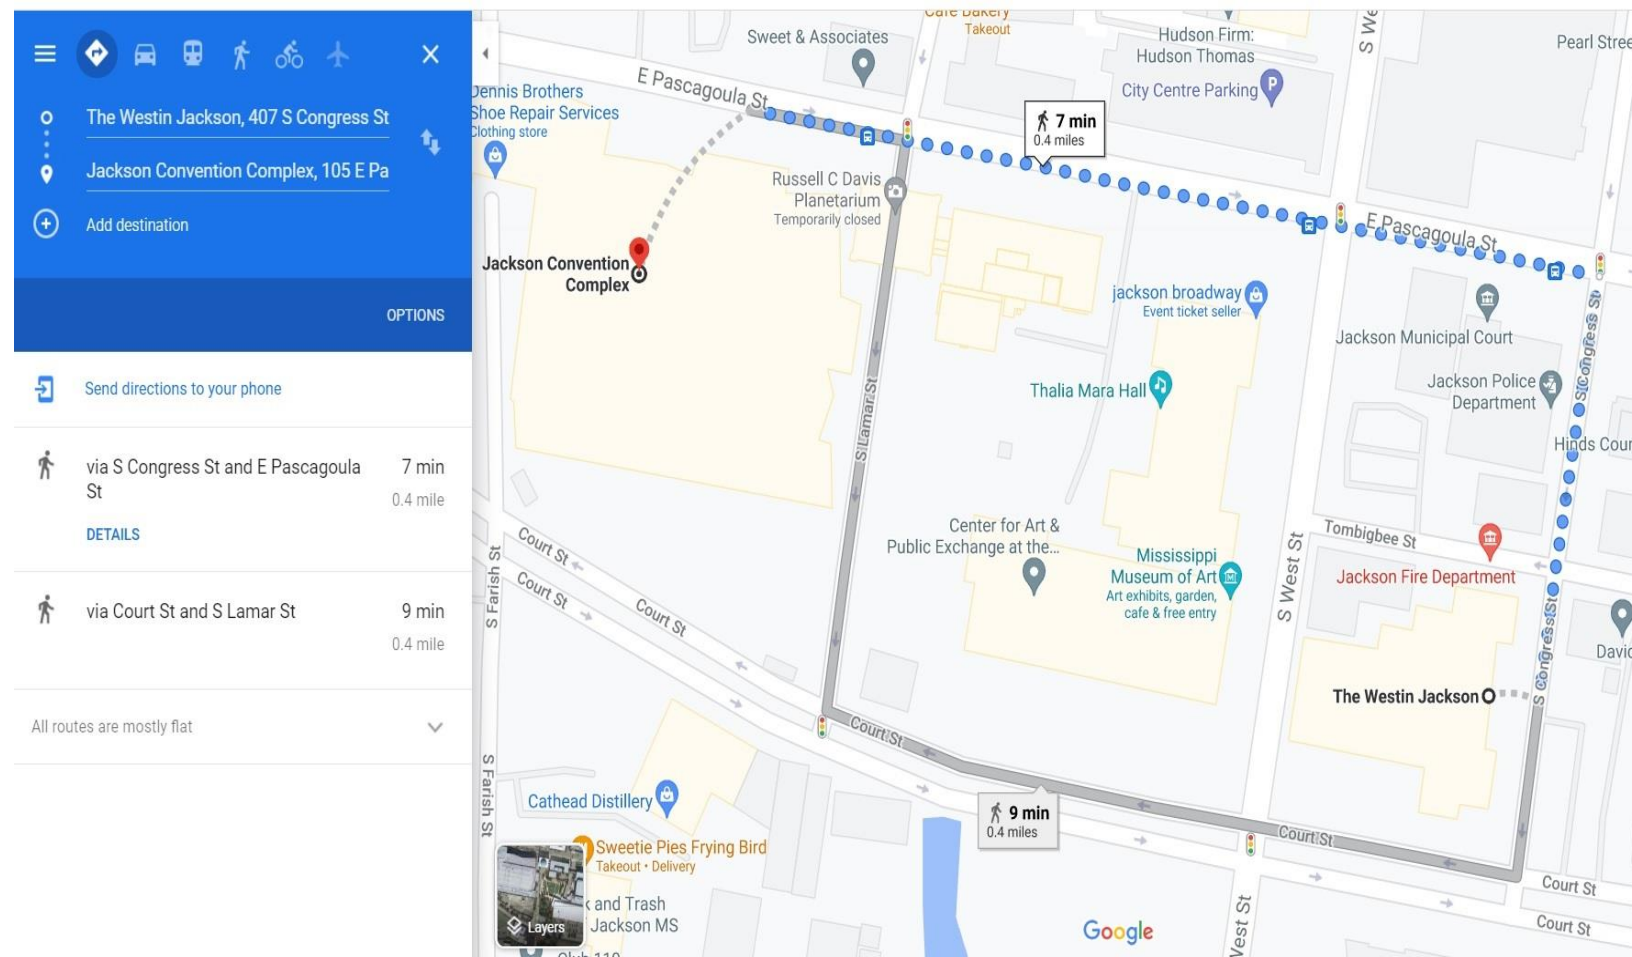 The Westin Jackson, 407 S Congress St
Jackson Convention Complex, 105 E Pa
Add destination
OPTIONS
Send directions to your phone
via S Congress St and E Pascagoula
St
7 min
0.4 mile
DETAILS
via Court St and S Lamar St
9 min
0.4 mile
All routes are mostly flat
Cafe Bakery
Takeout
Sweet & Associates
Hudson Firm:
Hudson Thomas
City Centre Parking
S We
Pearl Stree
E Pascagoula St
Dennis Brothers
Shoe Repair Services
Clothing store
7 min
0.4 miles
Russell C Davis
Planetarium
Temporarily closed
E Pascagoula St
Jackson Convention
Complex
jackson broadway
Event ticket seller
Jackson Municipal Court
S Congress St
Thalia Mara Hall
Jackson Police
Department
Hinds Cour
S Lamar St
Center for Art &
Public Exchange at the...
Mississippi
Museum of Art
Art exhibits, garden,
cafe & free entry
Tombigbee St
Jackson Fire Department
S West St
Court St
Court St
Court St
S Farish St
S Congress St
David
The Westin Jackson
Court St
S Farish St
Cathead Distillery
9 min
0.4 miles
Court St
Sweetie Pies Frying Bird
Takeout • Delivery
Court St
Court St
and Trash
Jackson MS
Layers
Google
West St
Club 110